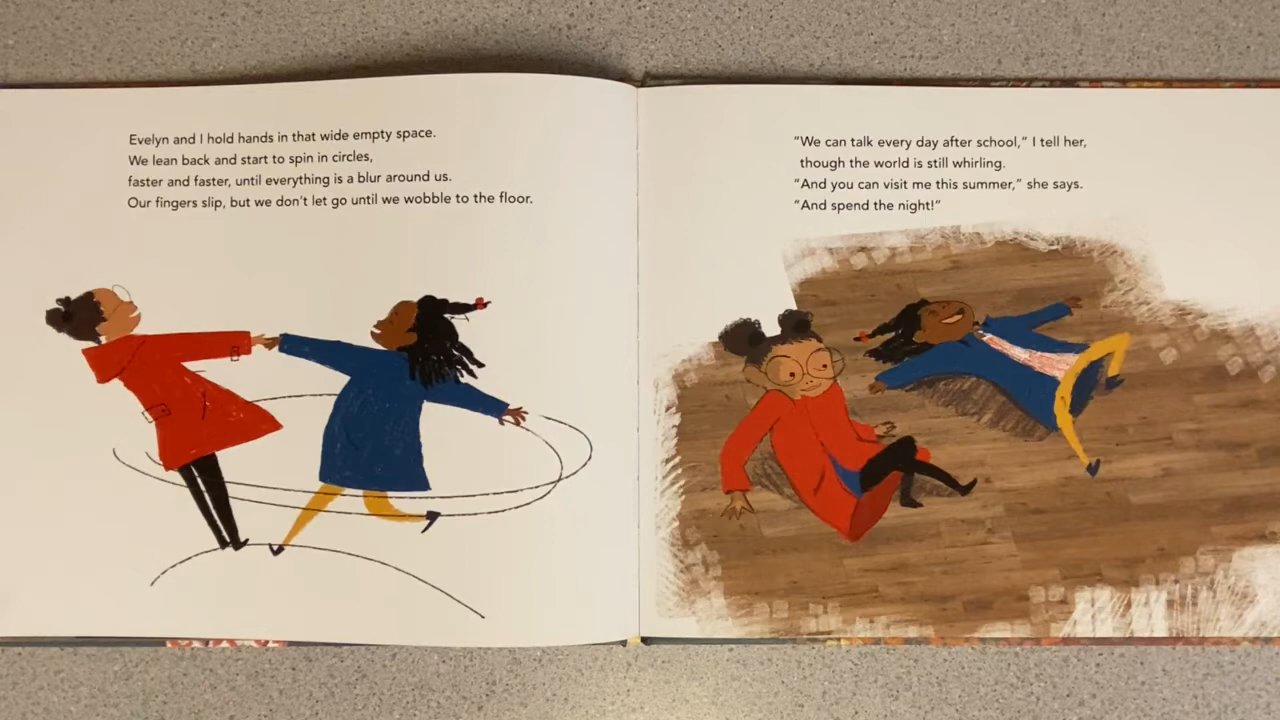 Evelyn and I hold hands in that wide empty space.
We lean back and start to spin in circles,
faster and faster, until everything is a blur around us.
Our fingers slip, but we don't let go until we wobble to the floor.
“We can talk every day after school,” I tell her,
though the world is still whirling.
“And you can visit me this summer,” she says.
“And spend the night!”